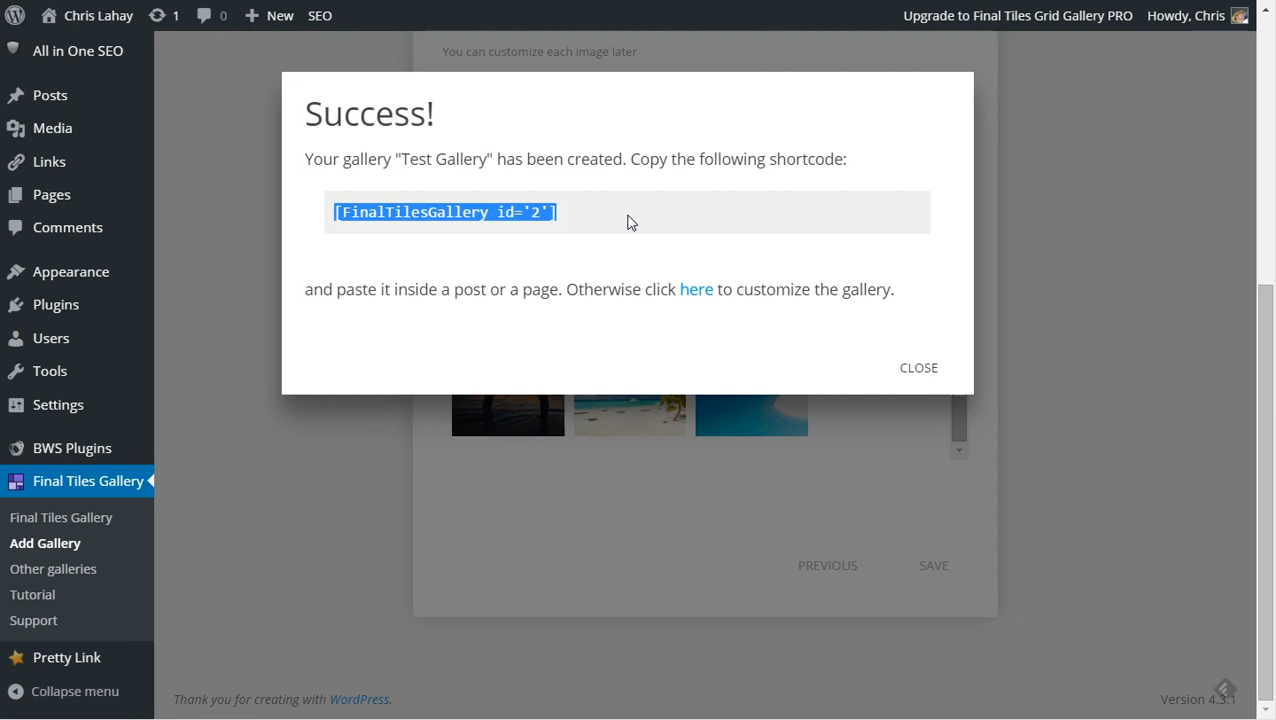 Chris Lahay 1 0 New SEO Upgrade to Final Tiles Grid Gallery PRO Howdy, Chris
All in One SEO
Posts
Media
Links
Pages
Comments
Appearance
Plugins
Users
Tools
Settings
BWS Plugins
Final Tiles Gallery
Final Tiles Gallery
Add Gallery
Other galleries
Tutorial
Support
Pretty Link
Collapse menu
You can customize each image later
Success!
Your gallery "Test Gallery" has been created. Copy the following shortcode:
[FinalTilesGallery id='2']
and paste it inside a post or a page. Otherwise click here to customize the gallery.
CLOSE
PREVIOUS SAVE
Thank you for creating with WordPress. Version 4.3.1